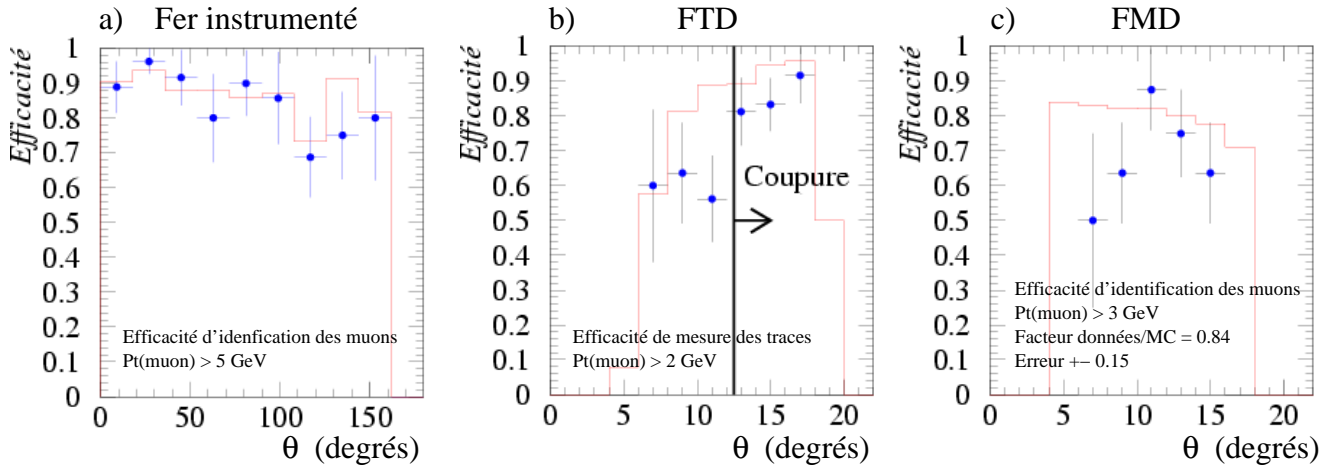 a) Fer instrumenté
Efficacité
1
0.9
0.8
0.7
0.6
0.5
0.4
0.3
0.2
0.1
0
0 50 100 150
θ (degrés)
Efficacité d'idenfication des muons
Pt(muon) > 5 GeV
b) FTD
Efficacité
1
0.9
0.8
0.7
0.6
0.5
0.4
0.3
0.2
0.1
0
0 5 10 15 20
θ (degrés)
Coupure
Efficacité de mesure des traces
Pt(muon) > 2 GeV
c) FMD
Efficacité
1
0.9
0.8
0.7
0.6
0.5
0.4
0.3
0.2
0.1
0
0 5 10 15 20
θ (degrés)
Efficacité d'identification des muons
Pt(muon) > 3 GeV
Facteur données/MC = 0.84
Erreur +− 0.15